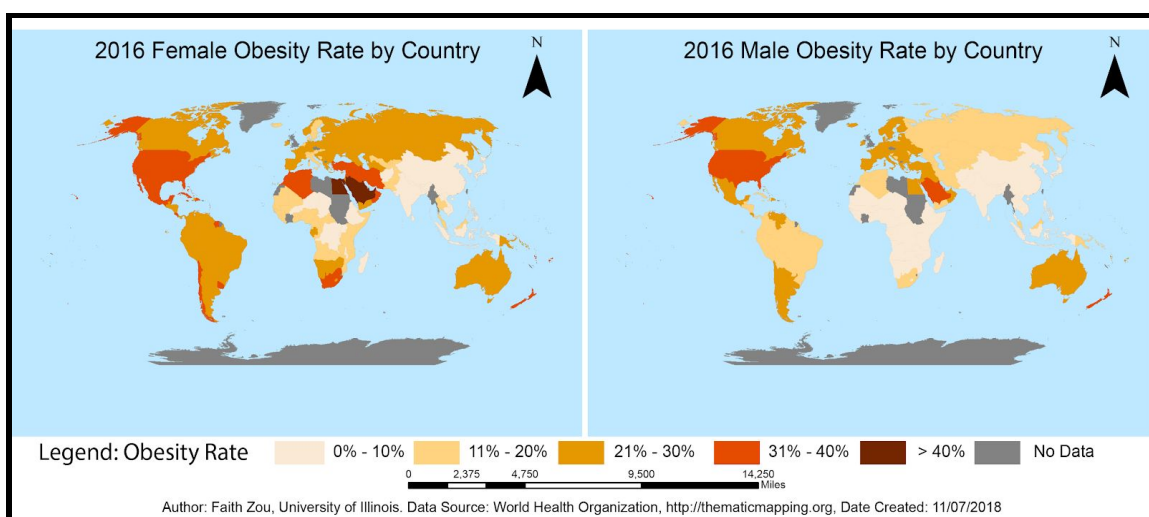 2016 Female Obesity Rate by Country
N
2016 Male Obesity Rate by Country
N
Legend: Obesity Rate 0% - 10% 11% - 20% 21% - 30% 31% - 40% > 40% No Data
0 2,375 4,750 9,500 14,250
Miles
Author: Faith Zou, University of Illinois. Data Source: World Health Organization, http://thematicmapping.org, Date Created: 11/07/2018